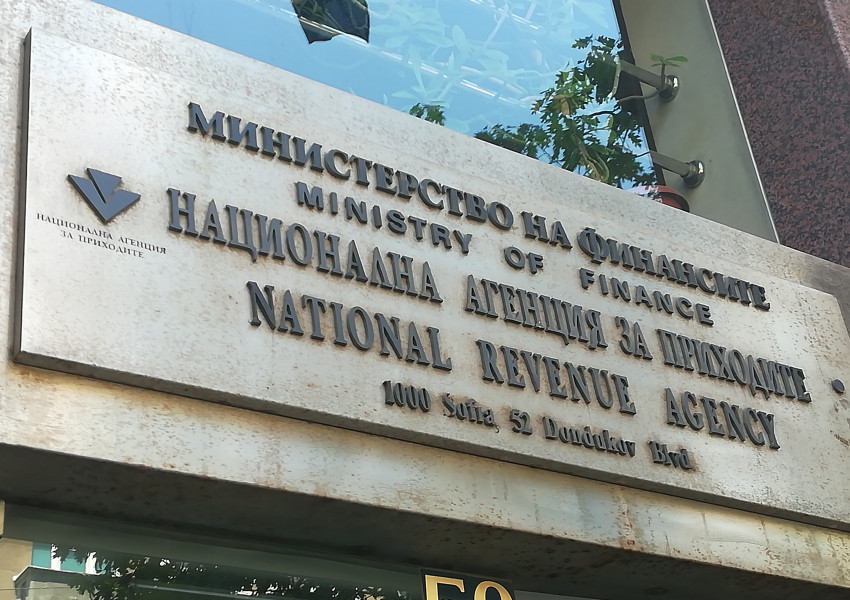 МИНИСТЕРСТВО НА ФИНАНСИТЕ
MINISTRY OF FINANCE
НАЦИОНАЛНА АГЕНЦИЯ
ЗА ПРИХОДИТЕ
НАЦИОНАЛНА АГЕНЦИЯ ЗА ПРИХОДИТЕ
NATIONAL REVENUE AGENCY
1000 Sofia, 52 Dondukov Blvd